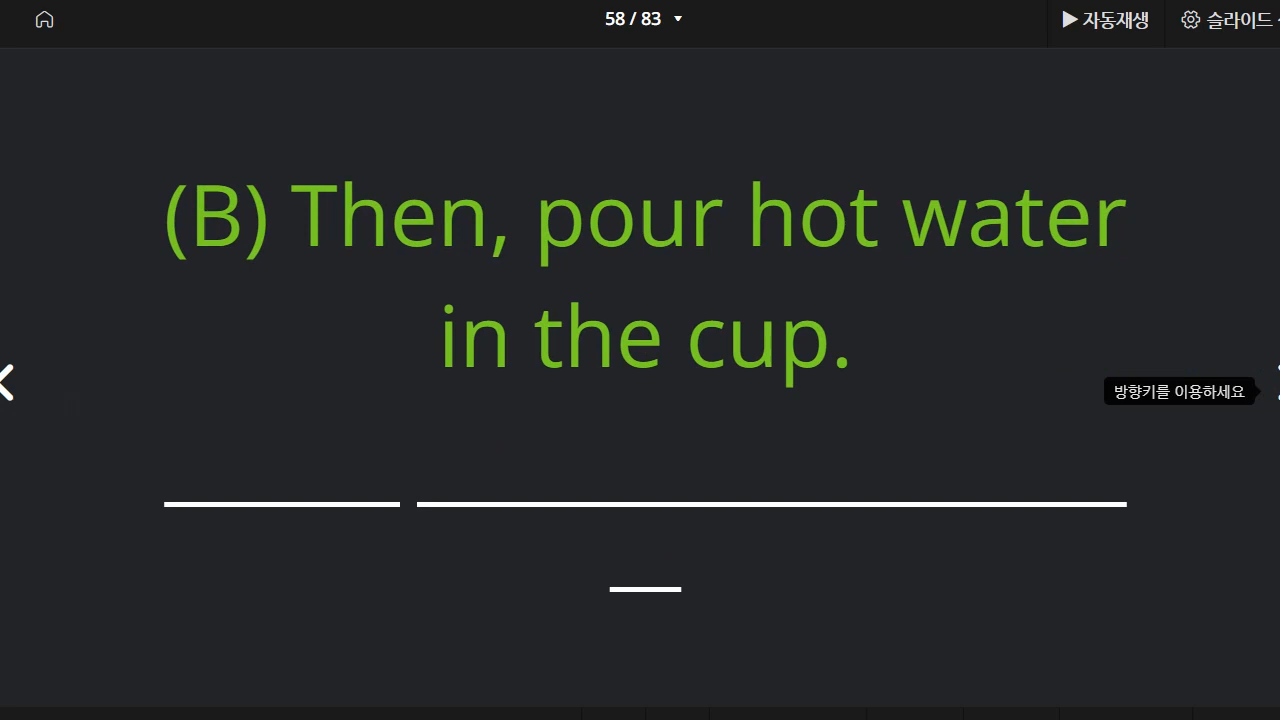 58 / 83
자동재생
슬라이드
(B) Then, pour hot water
in the cup.
방향키를 이용하세요